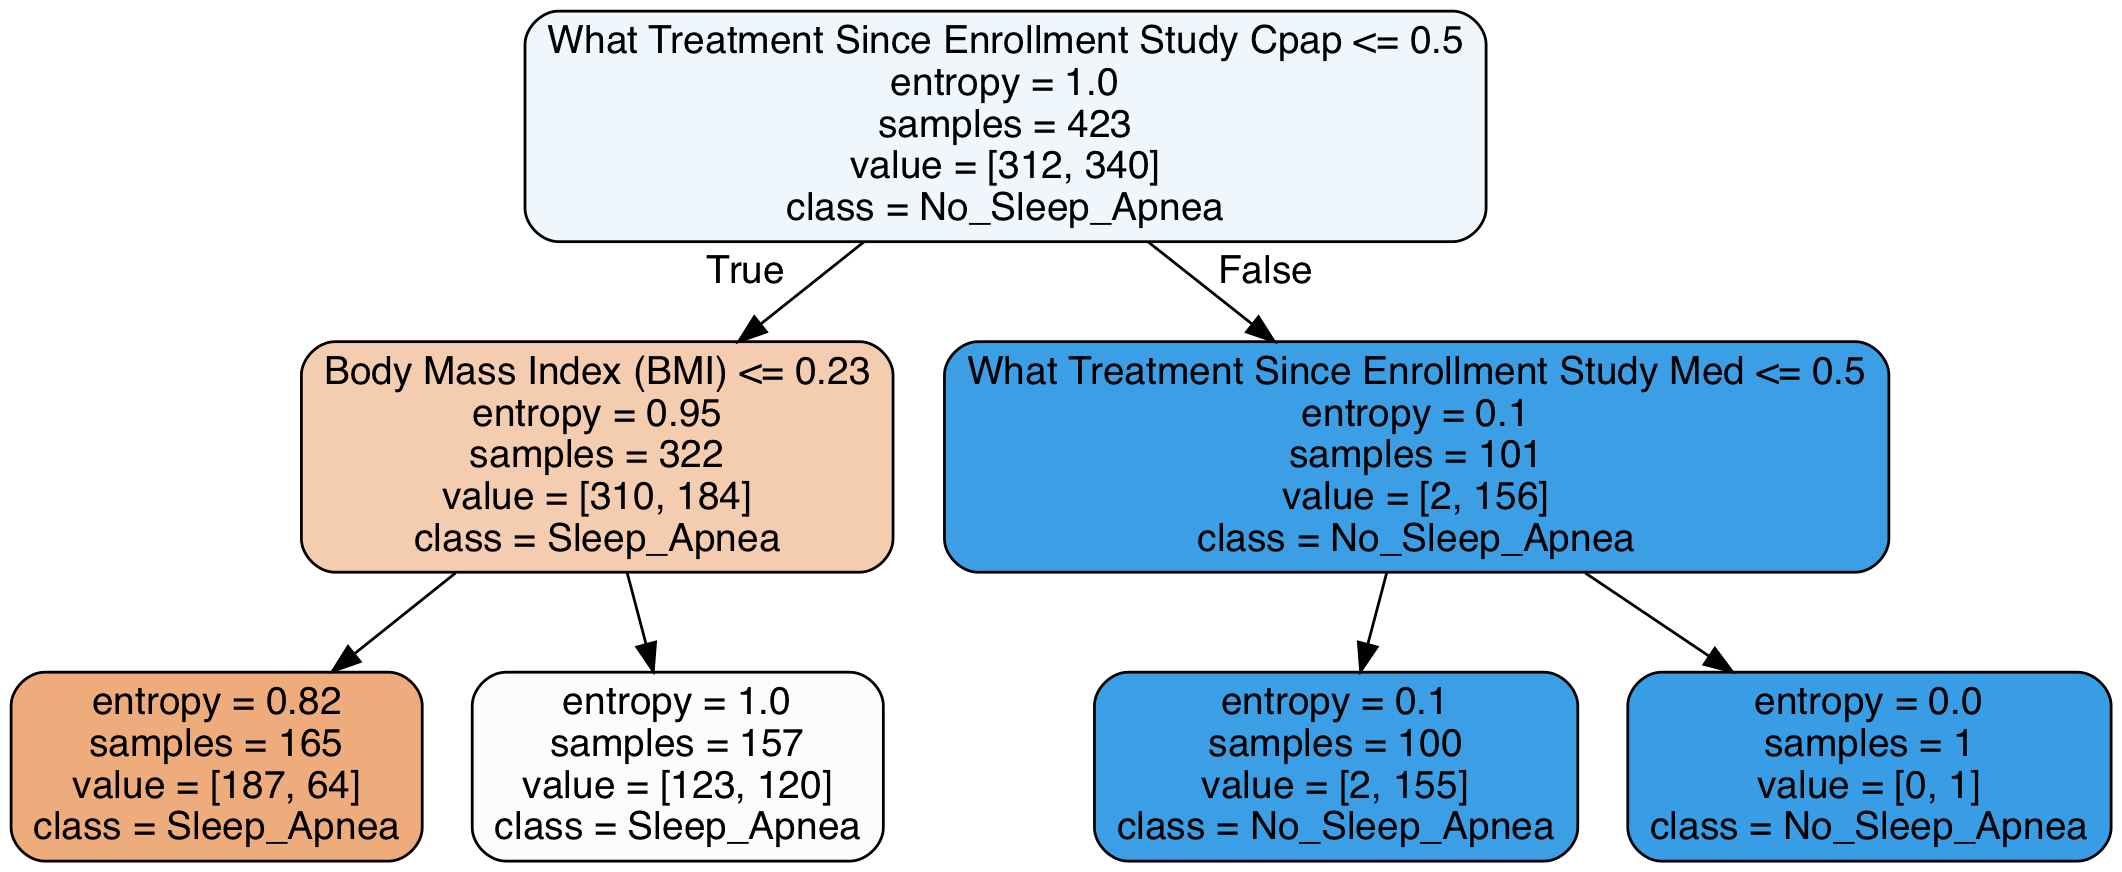 What Treatment Since Enrollment Study Cpap <= 0.5
entropy = 1.0
samples = 423
value = [312, 340]
class = No_Sleep_Apnea
True
False
Body Mass Index (BMI) <= 0.23
entropy = 0.95
samples = 322
value = [310, 184]
class = Sleep_Apnea
What Treatment Since Enrollment Study Med <= 0.5
entropy = 0.1
samples = 101
value = [2, 156]
class = No_Sleep_Apnea
entropy = 0.82
samples = 165
value = [187, 64]
class = Sleep_Apnea
entropy = 1.0
samples = 157
value = [123, 120]
class = Sleep_Apnea
entropy = 0.1
samples = 100
value = [2, 155]
class = No_Sleep_Apnea
entropy = 0.0
samples = 1
value = [0, 1]
class = No_Sleep_Apnea